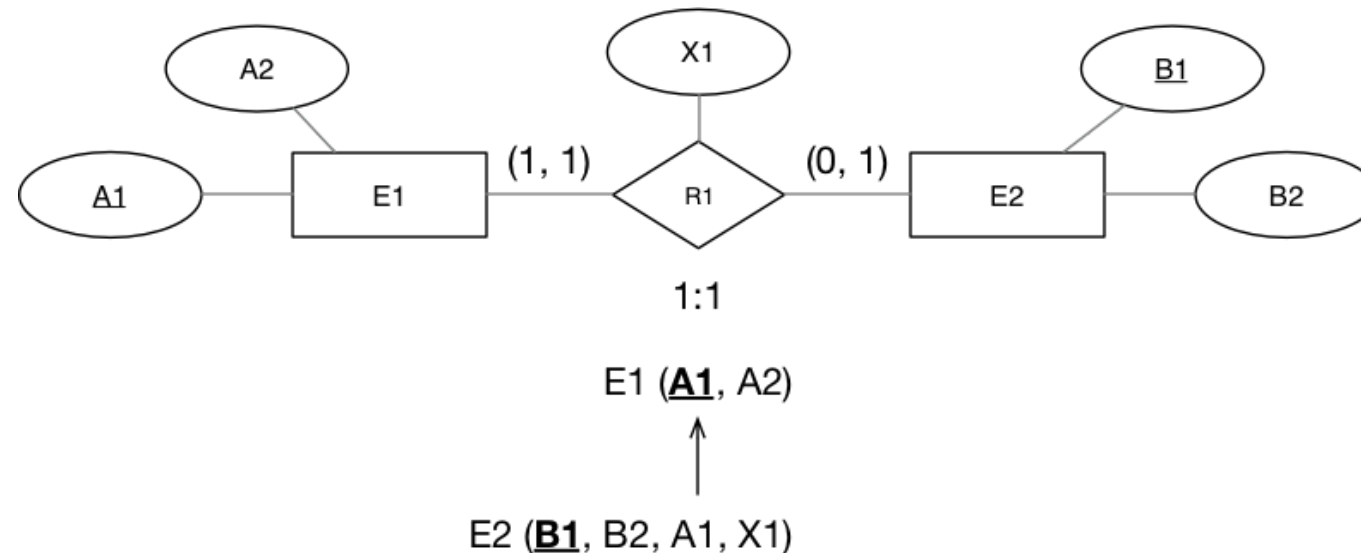 A2
X1
B1
A1
E1
(1, 1)
R1
(0, 1)
E2
B2
1:1
E1 (A1, A2)
E2 (B1, B2, A1, X1)